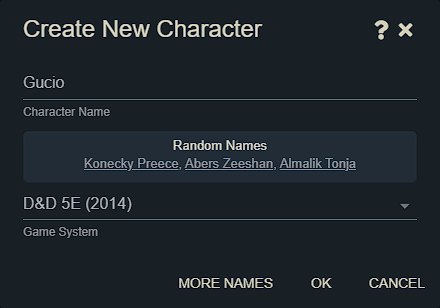 Create New Character ?
Gucio
Character Name
Random Names
Konecky Preece, Abers Zeeshan, Almalik Tonja
D&D 5E (2014)
Game System
MORE NAMES OK CANCEL